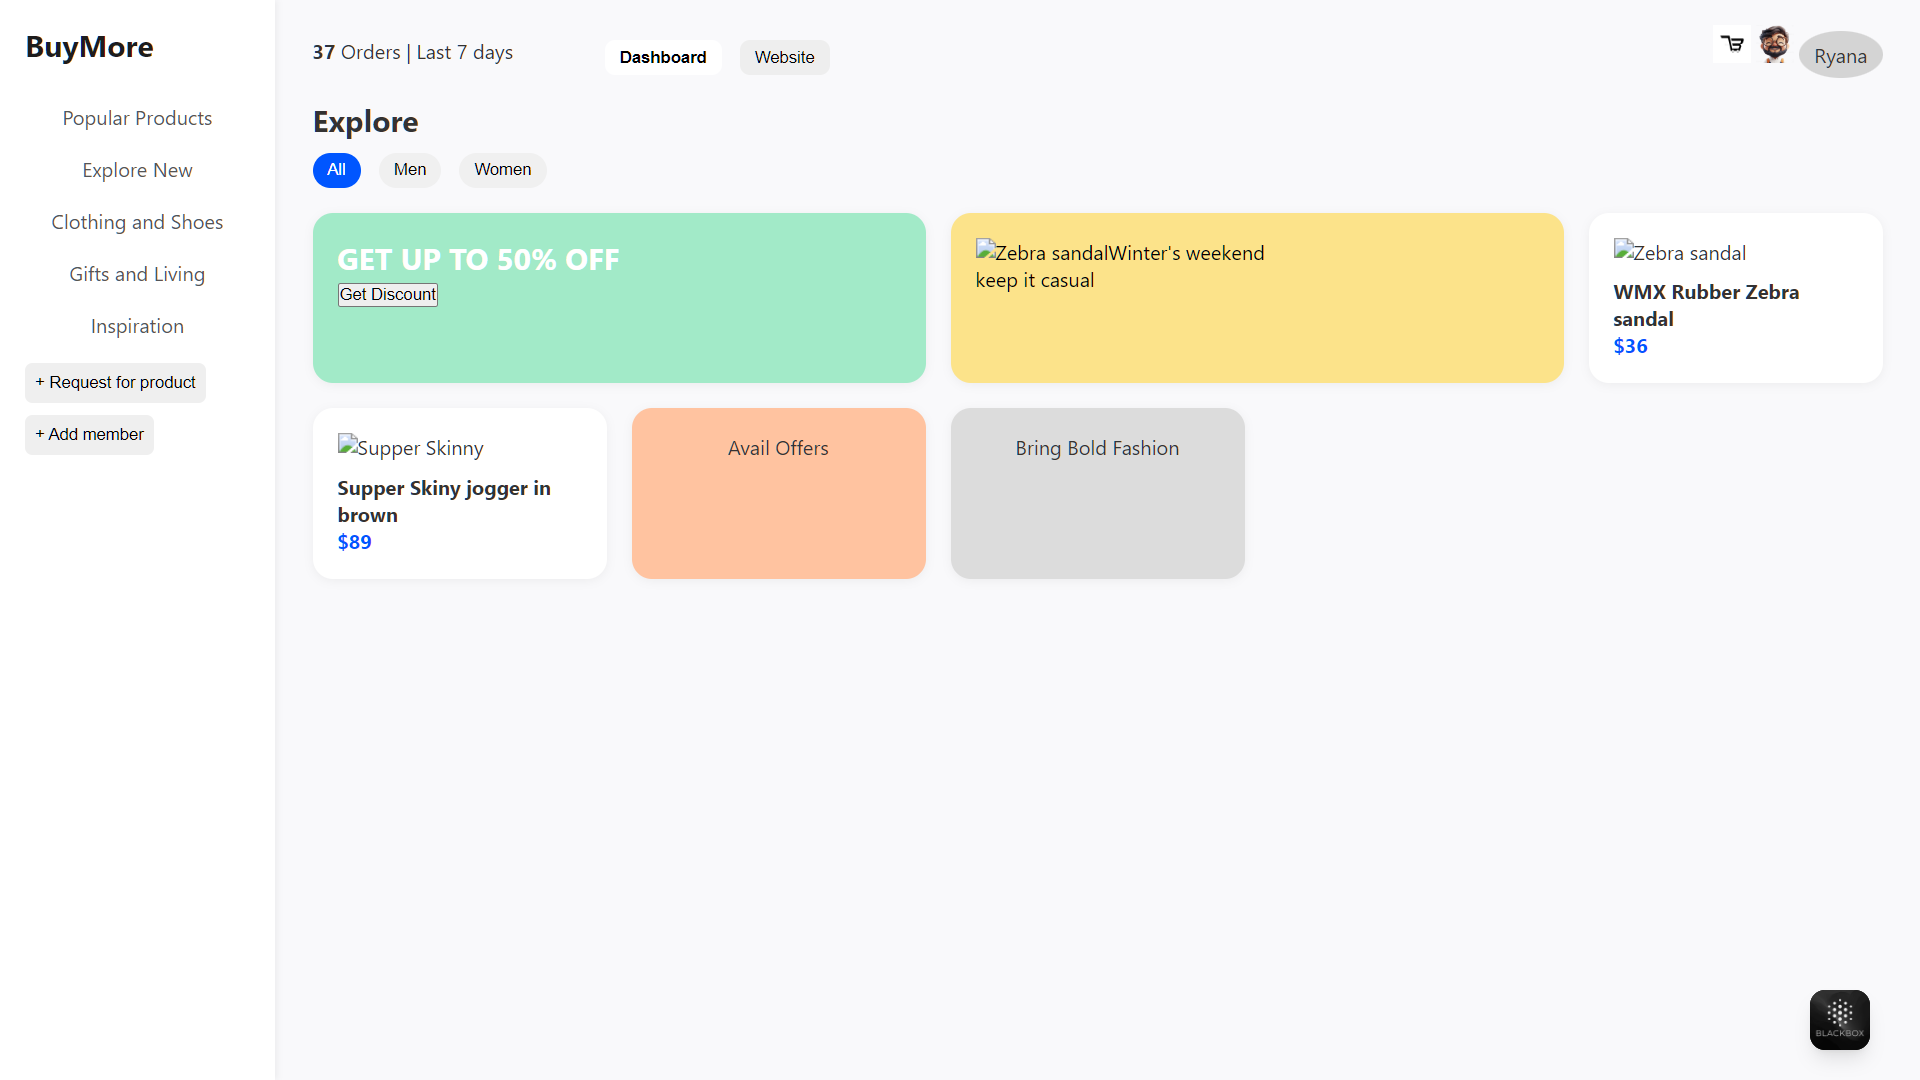 BuyMore
Popular Products
Explore New
Clothing and Shoes
Gifts and Living
Inspiration
+ Request for product
+ Add member
37 Orders | Last 7 days
Dashboard
Website
Ryana
Explore
All
Men
Women
GET UP TO 50% OFF
Get Discount
Zebra sandalWinter's weekend
keep it casual
Zebra sandal
WMX Rubber Zebra
sandal
$36
Supper Skinny
Supper Skiny jogger in
brown
$89
Avail Offers
Bring Bold Fashion
BLACKBOX